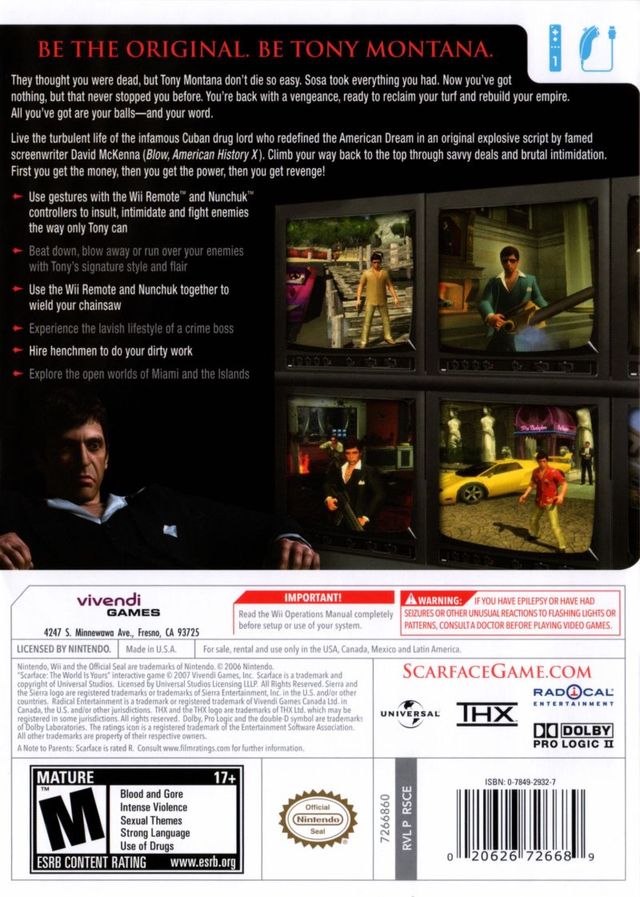 BE THE ORIGINAL. BE TONY MONTANA.
1
They thought you were dead, but Tony Montana don't die so easy. Sosa took everything you had. Now you've got
nothing, but that never stopped you before. You're back with a vengeance, ready to reclaim your turf and rebuild your empire.
All you've got are your balls—and your word.
Live the turbulent life of the infamous Cuban drug lord who redefined the American Dream in an original explosive script by famed
screenwriter David McKenna (Blow, American History X). Climb your way back to the top through savvy deals and brutal intimidation.
First you get the money, then you get the power, then you get revenge!
Use gestures with the Wii Remote™ and Nunchuk™
controllers to insult, intimidate and fight enemies
the way only Tony can
Beat down, blow away or run over your enemies
with Tony's signature style and flair
Use the Wii Remote and Nunchuk together to
wield your chainsaw
Experience the lavish lifestyle of a crime boss
Hire henchmen to do your dirty work
Explore the open worlds of Miami and the Islands
vivendi
GAMES
4247 S. Minnewawa Ave., Fresno, CA 93725
IMPORTANT!
Read the Wii Operations Manual completely
before setup or use of your system.
WARNING: IF YOU HAVE EPILEPSY OR HAVE HAD
SEIZURES OR OTHER UNUSUAL REACTIONS TO FLASHING LIGHTS OR
PATTERNS, CONSULT A DOCTOR BEFORE PLAYING VIDEO GAMES.
LICENSED BY NINTENDO. Made in U.S.A. For sale, rental and use only in the USA, Canada, Mexico and Latin America.
Nintendo, Wii and the Official Seal are trademarks of Nintendo. © 2006 Nintendo.
"Scarface: The World Is Yours" interactive game © 2007 Vivendi Games, Inc. Scarface is a trademark and
copyright of Universal Studios. Licensed by Universal Studios Licensing LLLP. All Rights Reserved. Sierra and
the Sierra logo are registered trademarks or trademarks of Sierra Entertainment, Inc. in the U.S. and/or other
countries. Radical Entertainment is a trademark or registered trademark of Vivendi Games Canada Ltd. in
Canada, the U.S. and/or other jurisdictions. THX and the THX logo are trademarks of THX Ltd. which may be
registered in some jurisdictions. All rights reserved. Dolby, Pro Logic and the double-D symbol are trademarks
of Dolby Laboratories. The ratings icon is a registered trademark of the Entertainment Software Association.
All other trademarks are property of their respective owners.
A Note to Parents: Scarface is rated R. Consult www.filmratings.com for further information.
SCARFACEGAME.COM
UNIVERSAL
THX
RADICAL
ENTERTAINMENT
DOLBY
PRO LOGIC II
MATURE 17+
M
TM
Blood and Gore
Intense Violence
Sexual Themes
Strong Language
Use of Drugs
ESRB CONTENT RATING www.esrb.org
Official
Nintendo
Seal
7266860
RVL P RSCE
ISBN: 0-7849-2932-7
0 20626 72668 9